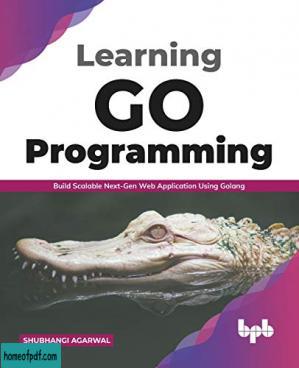 Learning
GO
Programming
Build Scalable Next-Gen Web Application Using Golang
SHUBHANGI AGARWAL
bpb
homeofpdf.com